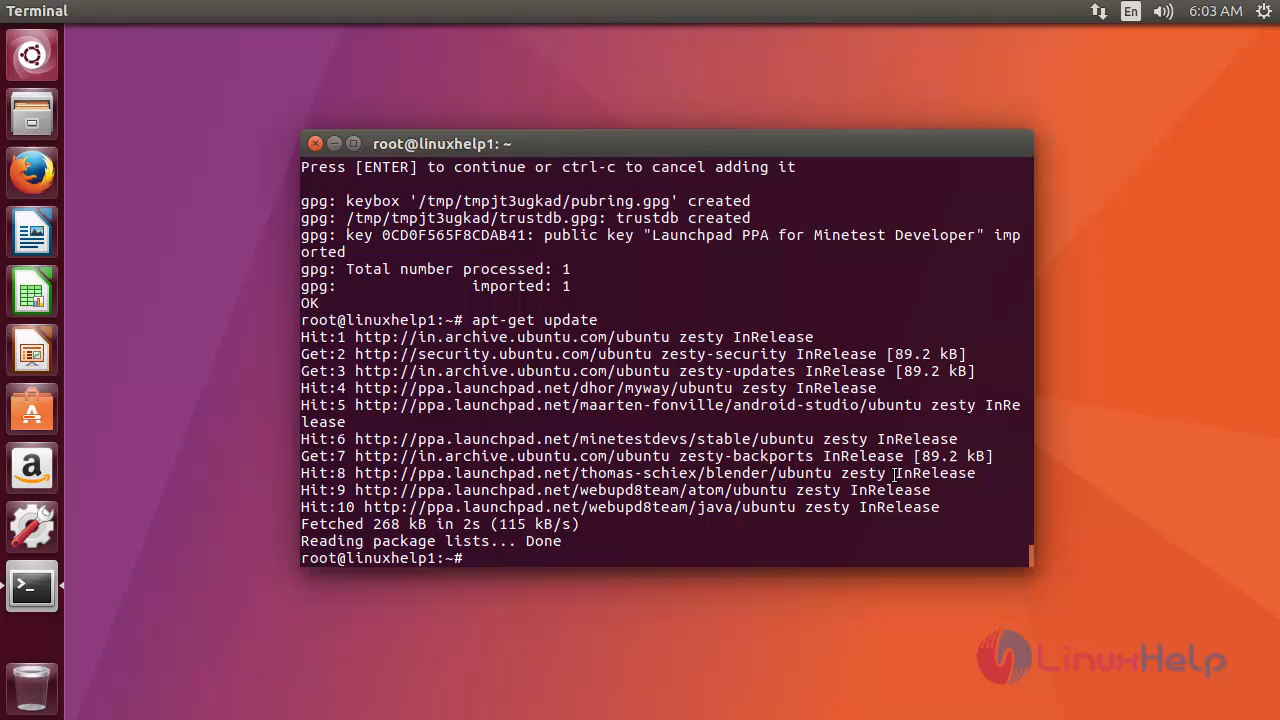 Terminal
En
6:03 AM
root@linuxhelp1: ~
Press [ENTER] to continue or ctrl-c to cancel adding it
gpg: keybox '/tmp/tmpjt3ugkad/pubring.gpg' created
gpg: /tmp/tmpjt3ugkad/trustdb.gpg: trustdb created
gpg: key 0CD0F565F8CDAB41: public key "Launchpad PPA for Minetest Developer" imp
orted
gpg: Total number processed: 1
gpg:               imported: 1
OK
root@linuxhelp1:~# apt-get update
Hit:1 http://in.archive.ubuntu.com/ubuntu zesty InRelease
Get:2 http://security.ubuntu.com/ubuntu zesty-security InRelease [89.2 kB]
Get:3 http://in.archive.ubuntu.com/ubuntu zesty-updates InRelease [89.2 kB]
Hit:4 http://ppa.launchpad.net/dhor/myway/ubuntu zesty InRelease
Hit:5 http://ppa.launchpad.net/maarten-fonville/android-studio/ubuntu zesty InRe
lease
Hit:6 http://ppa.launchpad.net/minetestdevs/stable/ubuntu zesty InRelease
Get:7 http://in.archive.ubuntu.com/ubuntu zesty-backports InRelease [89.2 kB]
Hit:8 http://ppa.launchpad.net/thomas-schiex/blender/ubuntu zesty InRelease
Hit:9 http://ppa.launchpad.net/webupd8team/atom/ubuntu zesty InRelease
Hit:10 http://ppa.launchpad.net/webupd8team/java/ubuntu zesty InRelease
Fetched 268 kB in 2s (115 kB/s)
Reading package lists... Done
root@linuxhelp1:~#
LinuxHelp